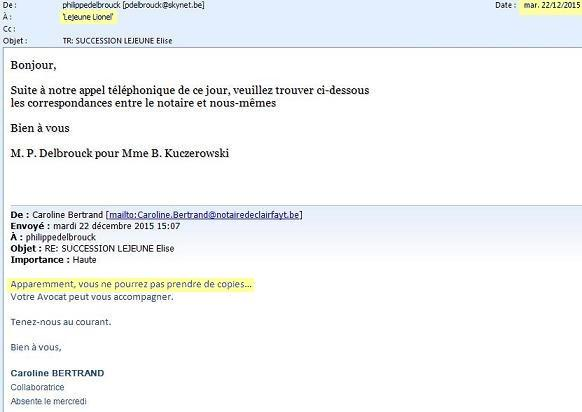 De : philippedelbrouck [pdelbrouck@skynet.be] Date : mar. 22/12/2015
À : 'Lejeune Lionel'
Cc :
Objet : TR: SUCCESSION LEJEUNE Elise
Bonjour,
Suite à notre appel téléphonique de ce jour, veuillez trouver ci-dessous
les correspondances entre le notaire et nous-mêmes
Bien à vous
M. P. Delbrouck pour Mme B. Kuczerowski
De : Caroline Bertrand [mailto:Caroline.Bertrand@notairedeclairfayt.be]
Envoyé : mardi 22 décembre 2015 15:07
À : philippedelbrouck
Objet : RE: SUCCESSION LEJEUNE Elise
Importance : Haute
Apparemment, vous ne pourrez pas prendre de copies...
Votre Avocat peut vous accompagner.
Tenez-nous au courant.
Bien à vous,
Caroline BERTRAND
Collaboratrice
Absente le mercredi